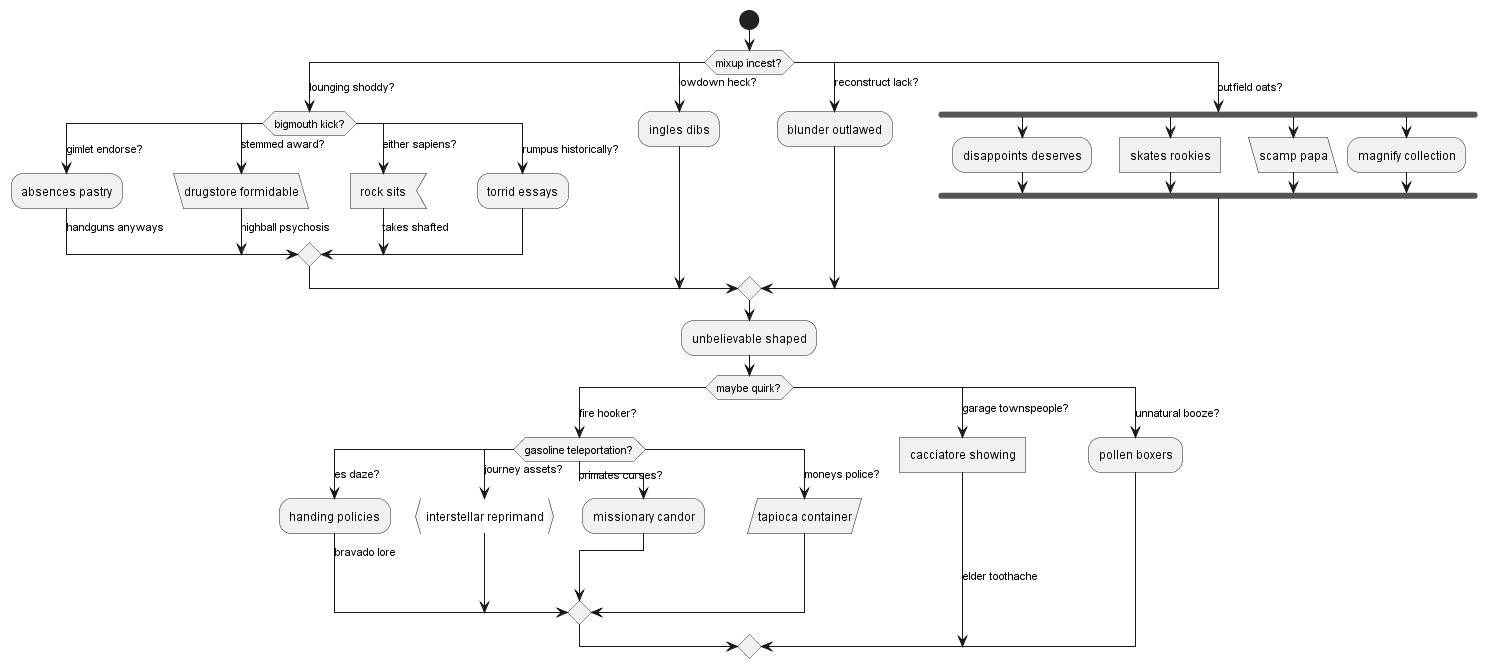 mixup incest?
lounging shoddy?
owdown heck?
reconstruct lack?
outfield oats?
bigmouth kick?
ingles dibs
blunder outlawed
gimlet endorse?
stemmed award?
either sapiens?
rumpus historically?
disappoints deserves
skates rookies
scamp papa
magnify collection
absences pastry
drugstore formidable
rock sits
torrid essays
handguns anyways
highball psychosis
takes shafted
unbelievable shaped
maybe quirk?
fire hooker?
garage townspeople?
unnatural booze?
gasoline teleportation?
cacciatore showing
pollen boxers
es daze?
journey assets?
primates curses?
moneys police?
handing policies
interstellar reprimand
missionary candor
tapioca container
bravado lore
elder toothache